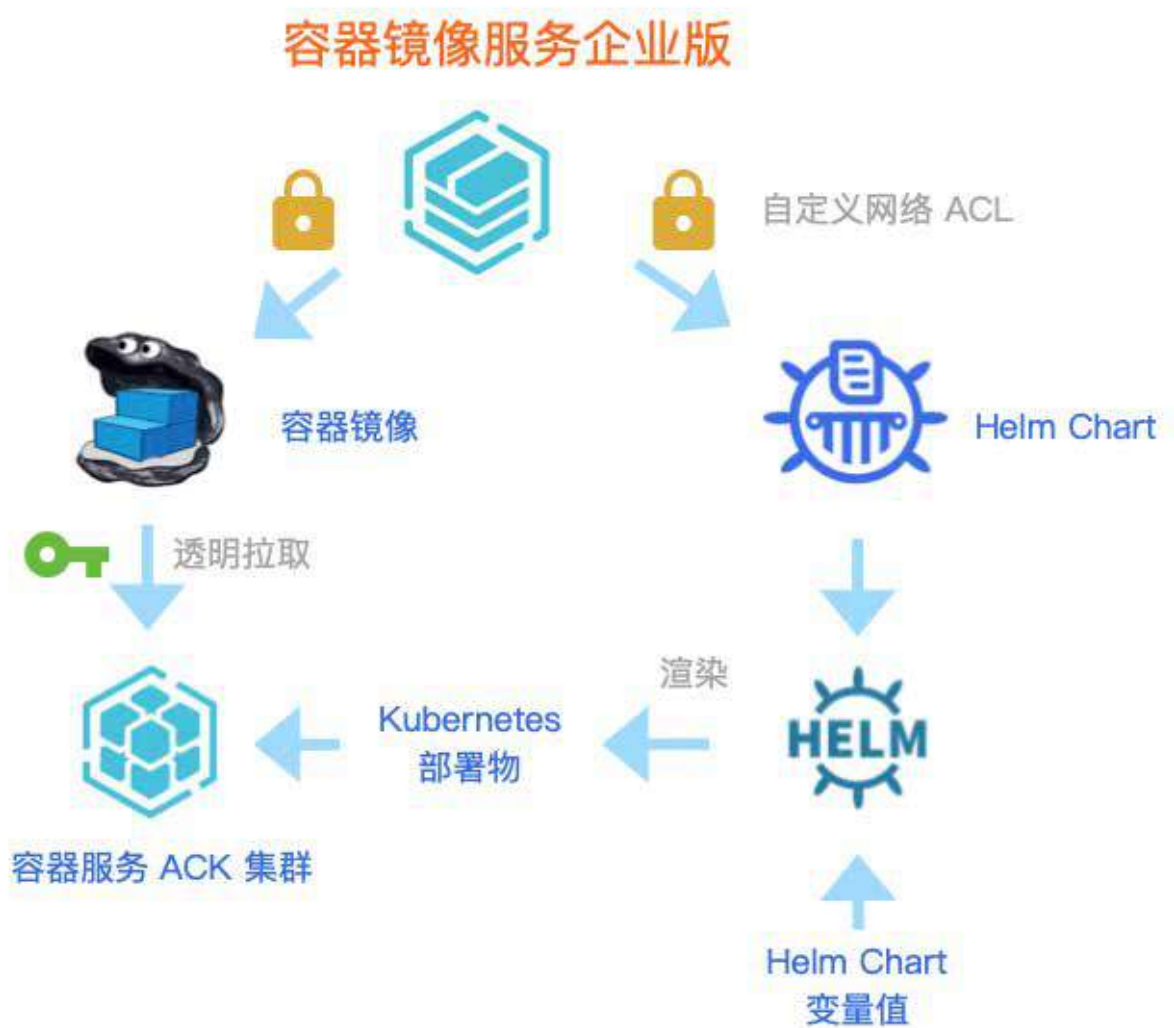 容器镜像服务企业版
自定义网络 ACL
容器镜像
Helm Chart
透明拉取
渲染
Kubernetes
部署物
HELM
容器服务 ACK 集群
Helm Chart
变量值